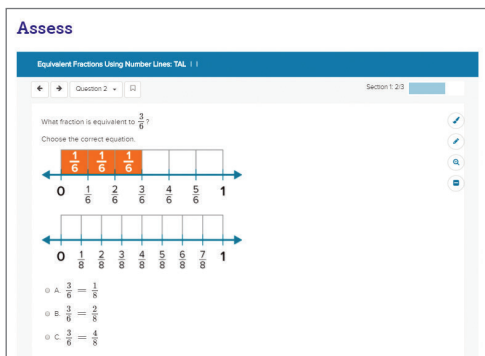 Assess
Equivalent Fractions Using Number Lines: TAL | |
Question 2
Section 1: 2/3
What fraction is equivalent to 3/6?
Choose the correct equation.
1/6 1/6 1/6
0 1/6 2/6 3/6 4/6 5/6 1
0 1/8 2/8 3/8 4/8 5/8 6/8 7/8 1
A. 3/6 = 1/8
B. 3/6 = 2/8
C. 3/6 = 4/8